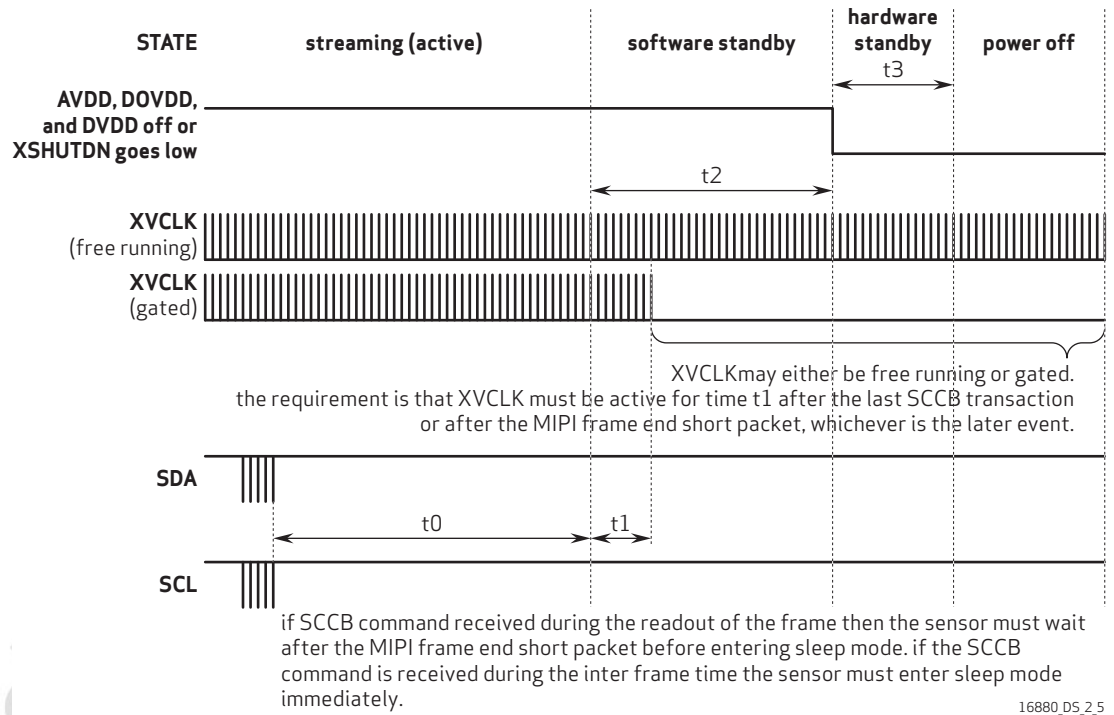 STATE
streaming (active)
software standby
hardware
standby
power off
t3
AVDD, DOVDD,
and DVDD off or
XSHUTDN goes low
t2
XVCLK
(free running)
XVCLK
(gated)
XVCLKmay either be free running or gated.
the requirement is that XVCLK must be active for time t1 after the last SCCB transaction
or after the MIPI frame end short packet, whichever is the later event.
SDA
t0
t1
SCL
if SCCB command received during the readout of the frame then the sensor must wait
after the MIPI frame end short packet before entering sleep mode. if the SCCB
command is received during the inter frame time the sensor must enter sleep mode
immediately.
16880_DS_2_5